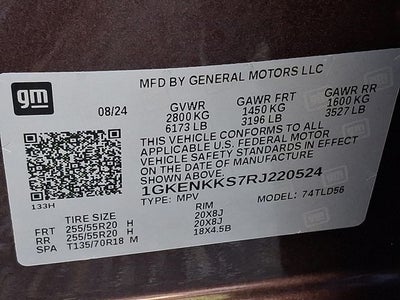 gm
MFD BY GENERAL MOTORS LLC
08/24 GVWR GAWR FRT GAWR RR
2800 KG 1450 KG 1600 KG
6173 LB 3196 LB 3527 LB
THIS VEHICLE CONFORMS TO ALL
APPLICABLE U.S. FEDERAL MOTOR
VEHICLE SAFETY STANDARDS IN EFFECT
ON THE DATE OF MANUFACTURE
SHOWN ABOVE.
1GKENKKS7RJ220524
133H
TYPE: MPV MODEL: 74TLD56
TIRE SIZE RIM
FRT 255/55R20 H 20X8J
RR 255/55R20 H 20X8J
SPA T135/70R18 M 18X4.5B